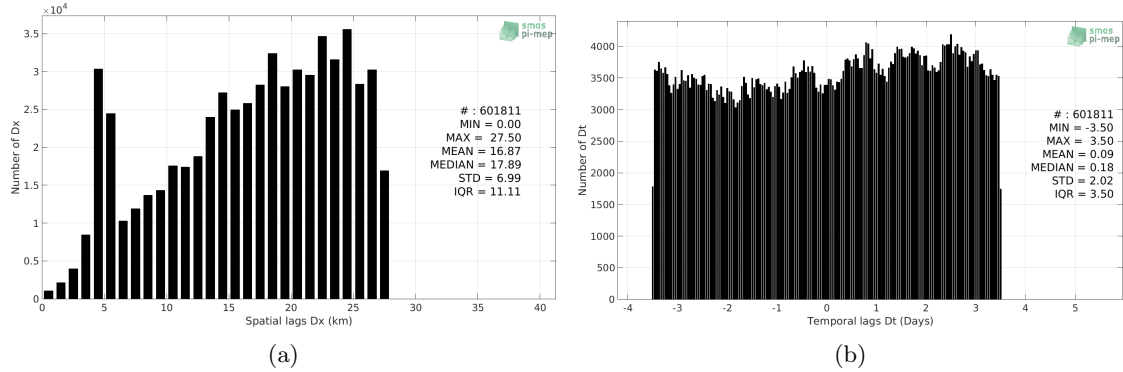 ×10⁴
3.5
3
2.5
2
1.5
1
0.5
0
Number of Dx
smos
pi-mep
# : 601811
MIN = 0.00
MAX = 27.50
MEAN = 16.87
MEDIAN = 17.89
STD = 6.99
IQR = 11.11
0 5 10 15 20 25 30 35 40
Spatial lags Dx (km)
(a)
4000
3500
3000
2500
2000
1500
1000
500
0
Number of Dt
smos
pi-mep
# : 601811
MIN = -3.50
MAX = 3.50
MEAN = 0.09
MEDIAN = 0.18
STD = 2.02
IQR = 3.50
-4 -3 -2 -1 0 1 2 3 4 5
Temporal lags Dt (Days)
(b)